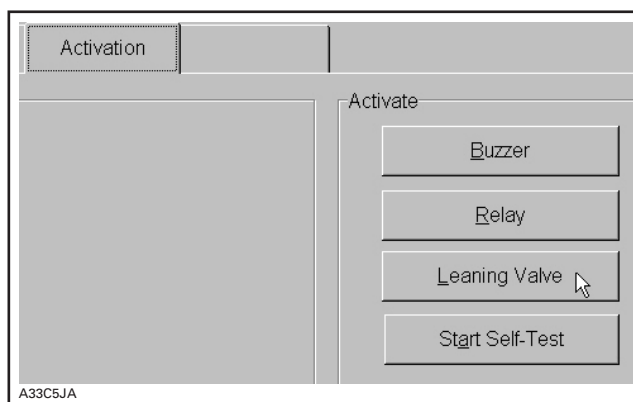 Activation
Activate
Buzzer
Relay
Leaning Valve
Start Self-Test
A33C5JA